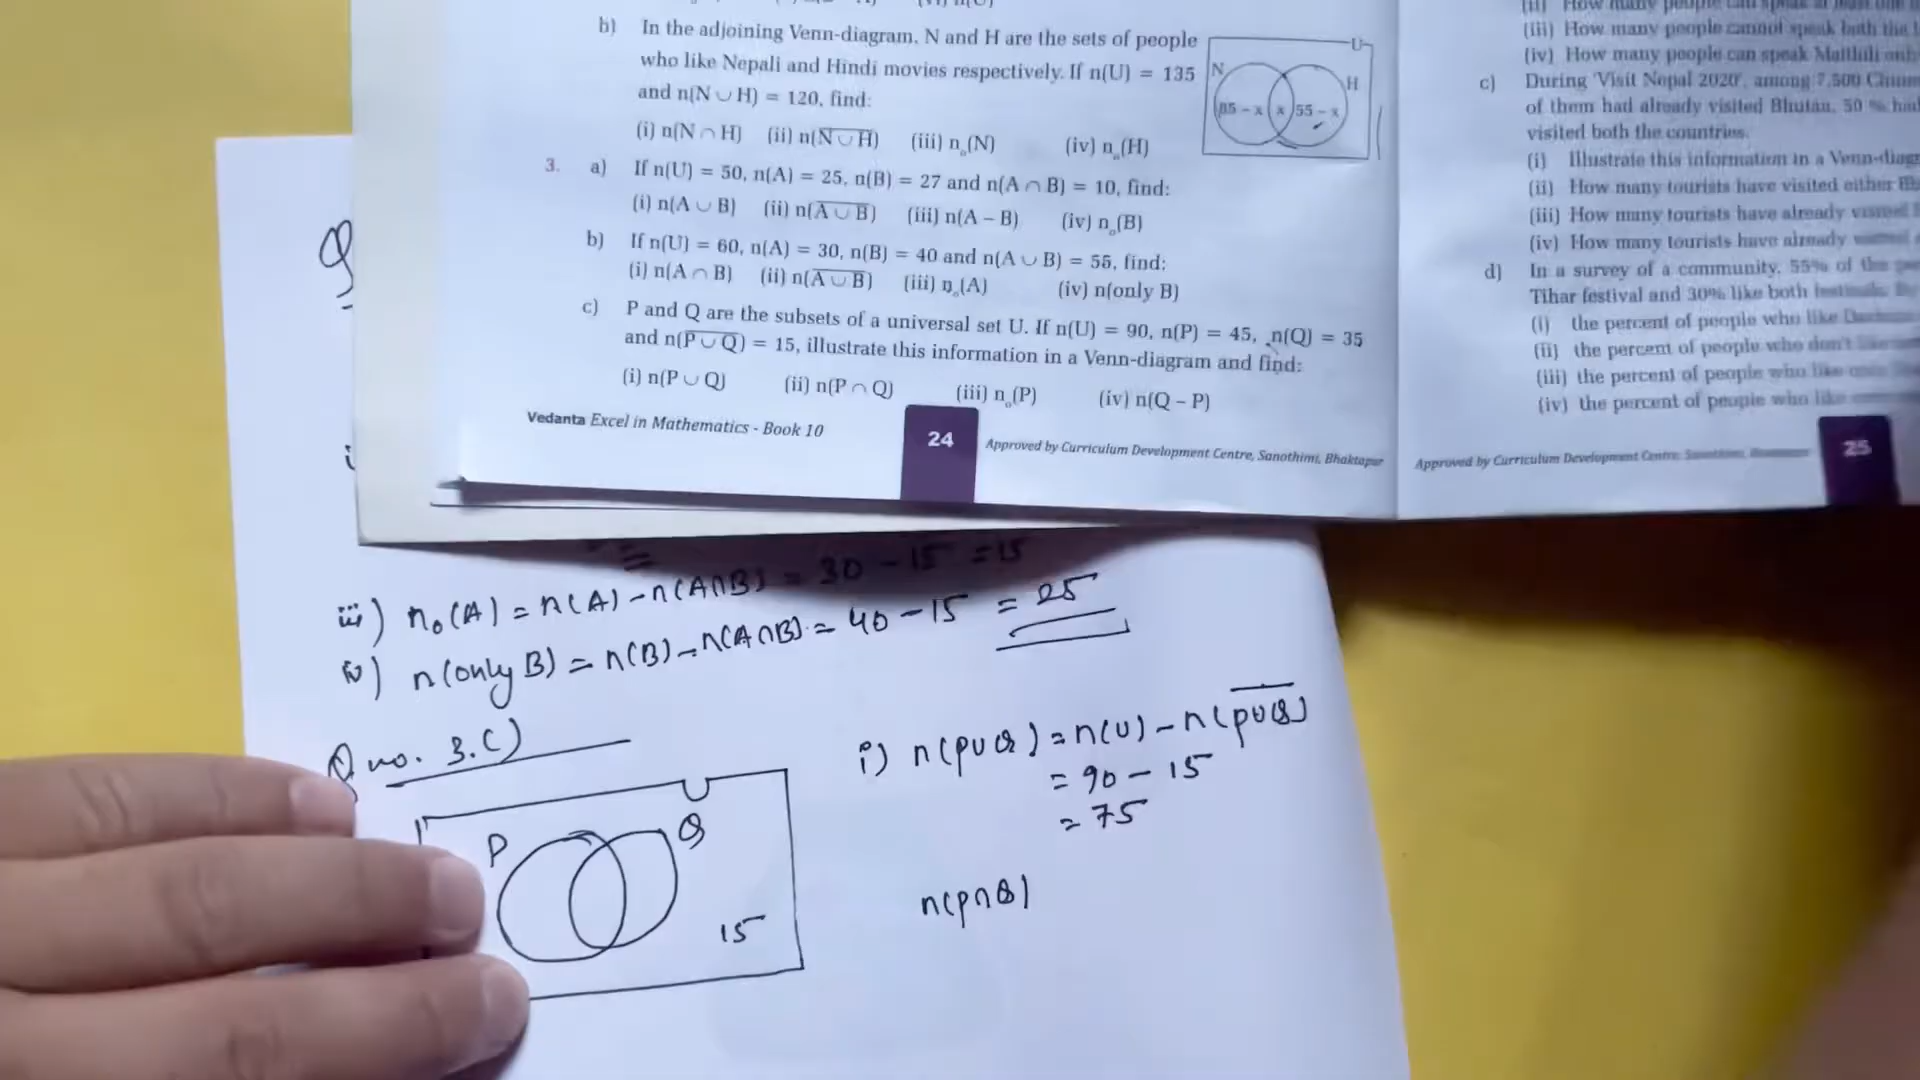 b) In the adjoining Venn-diagram, N and H are the sets of people
who like Nepali and Hindi movies respectively. If n(U) = 135
and n(N ∪ H) = 120, find:
(i) n(N ∩ H) (ii) n(N̅ ̅∪̅ ̅H̅) (iii) nₒ(N) (iv) nₒ(H)
U
N
H
85 – x x 55 – x
3. a) If n(U) = 50, n(A) = 25, n(B) = 27 and n(A ∩ B) = 10, find:
(i) n(A ∪ B) (ii) n(A̅ ̅∪̅ ̅B̅) (iii) n(A – B) (iv) nₒ(B)
b) If n(U) = 60, n(A) = 30, n(B) = 40 and n(A ∪ B) = 55, find:
(i) n(A ∩ B) (ii) n(A̅ ̅∪̅ ̅B̅) (iii) nₒ(A) (iv) n(only B)
c) P and Q are the subsets of a universal set U. If n(U) = 90, n(P) = 45, n(Q) = 35
and n(P̅ ̅∪̅ ̅Q̅) = 15, illustrate this information in a Venn-diagram and find:
(i) n(P ∪ Q) (ii) n(P ∩ Q) (iii) nₒ(P) (iv) n(Q – P)
Vedanta Excel in Mathematics - Book 10
24
Approved by Curriculum Development Centre, Sanothimi, Bhaktapur
(iii) How many people cannot speak both the
(iv) How many people can speak Maithili
c) During 'Visit Nepal 2020', among 7,500
of them had already visited Bhutan, 50 %
visited both the countries.
(i) Illustrate this information in a
(ii) How many tourists have visited either
(iii) How many tourists have already
(iv) How many tourists have already
d) In a survey of a community, 55% of the
Tihar festival and 30% like both
(i) the percent of people who like
(ii) the percent of people who don't
(iii) the percent of people who like
(iv) the percent of people who like
Approved by Curriculum Development Centre,
25
iii) n₀(A) = n(A) – n(A∩B) = 30 – 15 = 15
iv) n(only B) = n(B) – n(A∩B) = 40 – 15 = 25
Q no. 3.c)
U
P
Q
15
i) n(P∪Q) = n(U) – n(P̅∪̅Q̅)
= 90 – 15
= 75
n(P∩Q)